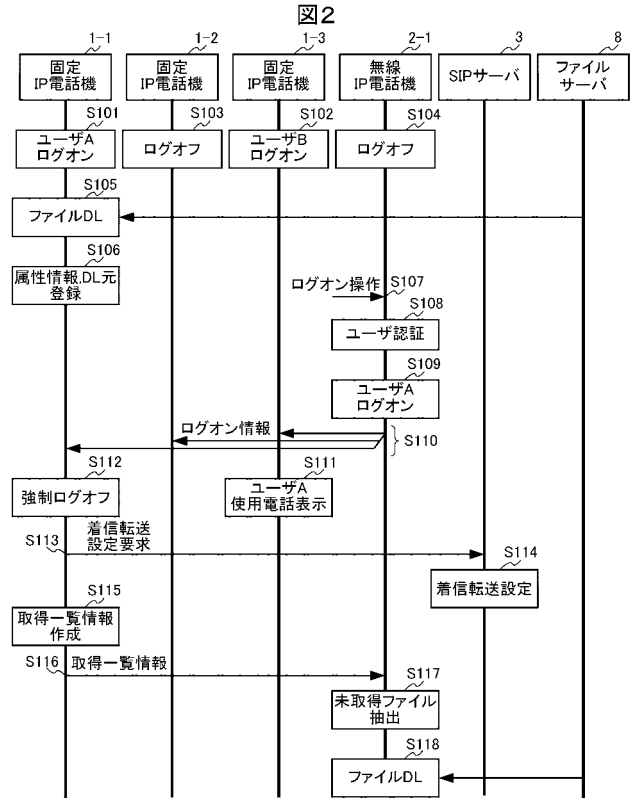 図2
1-1
1-2
1-3
2-1
3
8
固定
IP電話機
固定
IP電話機
固定
IP電話機
無線
IP電話機
SIPサーバ
ファイル
サーバ
S101
S103
S102
S104
ユーザA
ログオン
ログオフ
ユーザB
ログオン
ログオフ
S105
ファイルDL
S106
属性情報,DL元
登録
ログオン操作
S107
S108
ユーザ認証
S109
ユーザA
ログオン
ログオン情報
S110
S112
強制ログオフ
S111
ユーザA
使用電話表示
S113
着信転送
設定要求
S114
着信転送設定
S115
取得一覧情報
作成
S116
取得一覧情報
S117
未取得ファイル
抽出
S118
ファイルDL